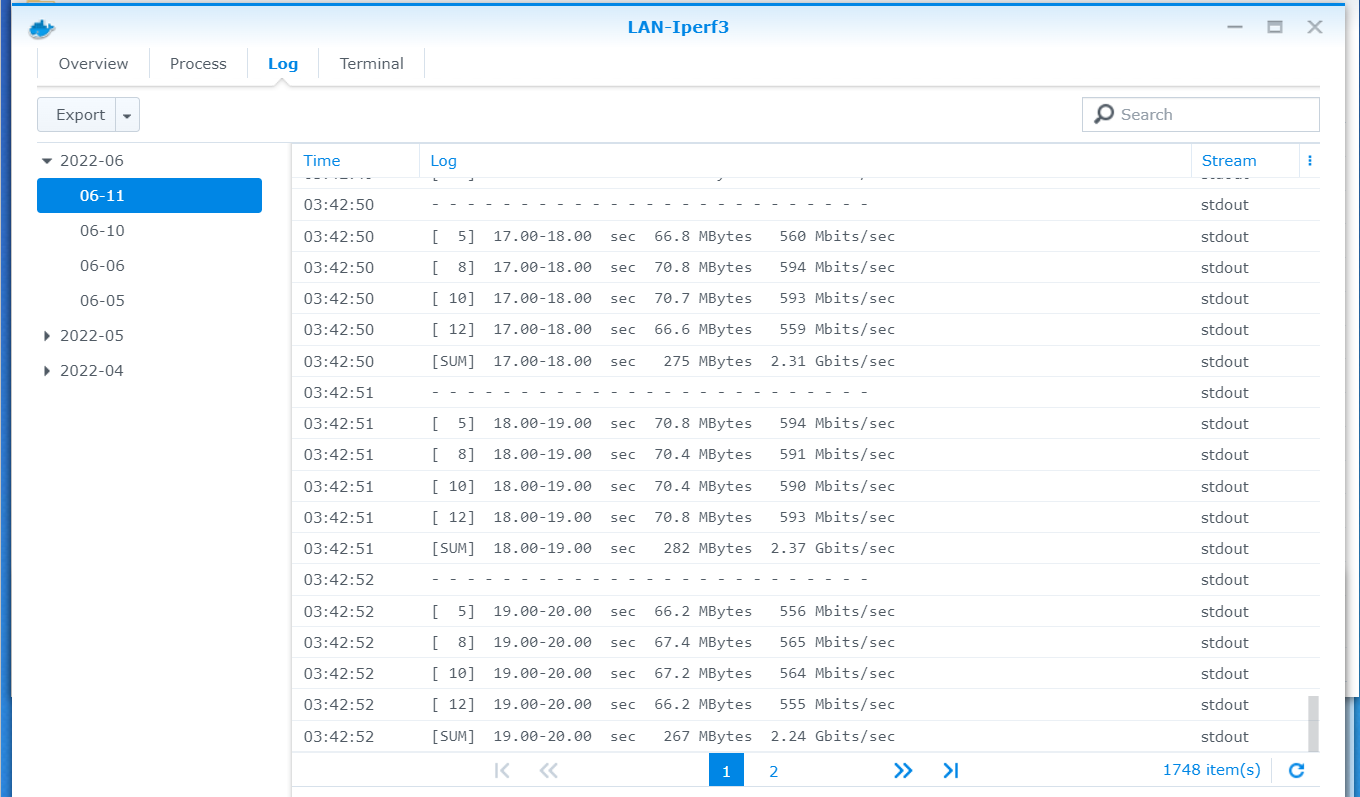 LAN-Iperf3
Overview Process Log Terminal
Export Search
2022-06
06-11
06-10
06-06
06-05
2022-05
2022-04
Time Log Stream
03:42:50 - - - - - - - - - - - - - - - - - - - - - - - - - stdout
03:42:50 [  5] 17.00-18.00 sec 66.8 MBytes 560 Mbits/sec stdout
03:42:50 [  8] 17.00-18.00 sec 70.8 MBytes 594 Mbits/sec stdout
03:42:50 [ 10] 17.00-18.00 sec 70.7 MBytes 593 Mbits/sec stdout
03:42:50 [ 12] 17.00-18.00 sec 66.6 MBytes 559 Mbits/sec stdout
03:42:50 [SUM] 17.00-18.00 sec 275 MBytes 2.31 Gbits/sec stdout
03:42:51 - - - - - - - - - - - - - - - - - - - - - - - - - stdout
03:42:51 [  5] 18.00-19.00 sec 70.8 MBytes 594 Mbits/sec stdout
03:42:51 [  8] 18.00-19.00 sec 70.4 MBytes 591 Mbits/sec stdout
03:42:51 [ 10] 18.00-19.00 sec 70.4 MBytes 590 Mbits/sec stdout
03:42:51 [ 12] 18.00-19.00 sec 70.8 MBytes 593 Mbits/sec stdout
03:42:51 [SUM] 18.00-19.00 sec 282 MBytes 2.37 Gbits/sec stdout
03:42:52 - - - - - - - - - - - - - - - - - - - - - - - - - stdout
03:42:52 [  5] 19.00-20.00 sec 66.2 MBytes 556 Mbits/sec stdout
03:42:52 [  8] 19.00-20.00 sec 67.4 MBytes 565 Mbits/sec stdout
03:42:52 [ 10] 19.00-20.00 sec 67.2 MBytes 564 Mbits/sec stdout
03:42:52 [ 12] 19.00-20.00 sec 66.2 MBytes 555 Mbits/sec stdout
03:42:52 [SUM] 19.00-20.00 sec 267 MBytes 2.24 Gbits/sec stdout
1 2 1748 item(s)